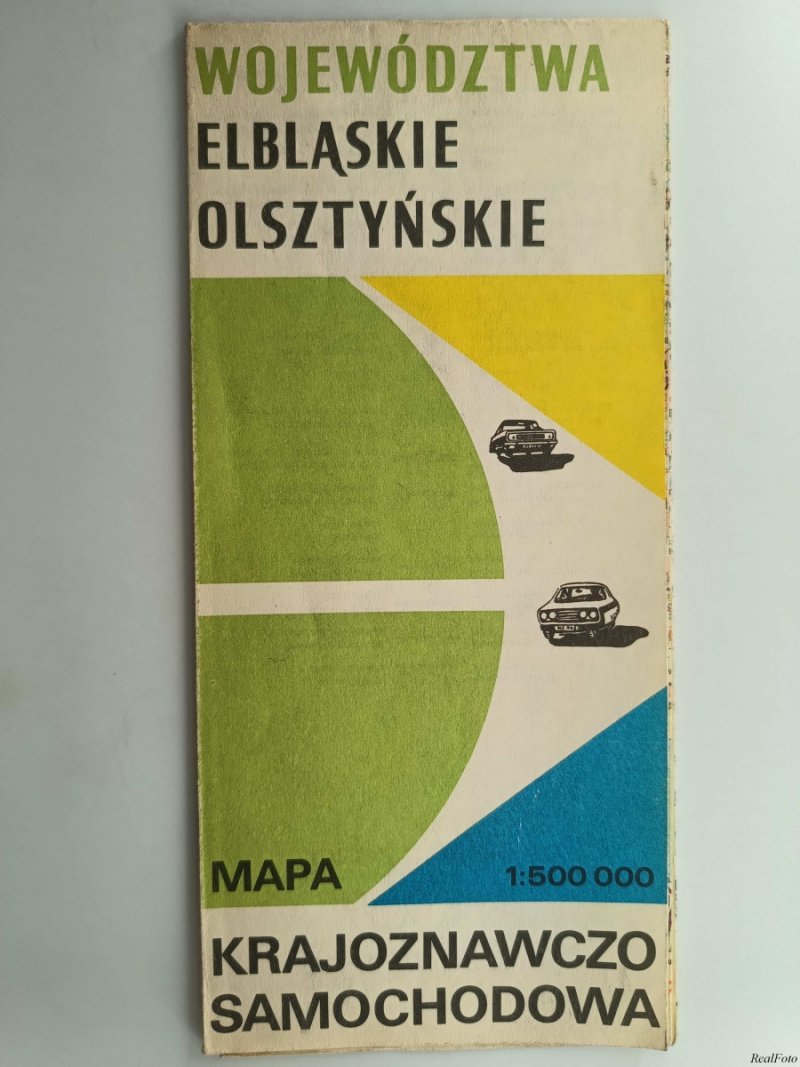 WOJEWÓDZTWA
ELBLĄSKIE
OLSZTYŃSKIE
MAPA
1:500 000
KRAJOZNAWCZO
SAMOCHODOWA
RealFoto